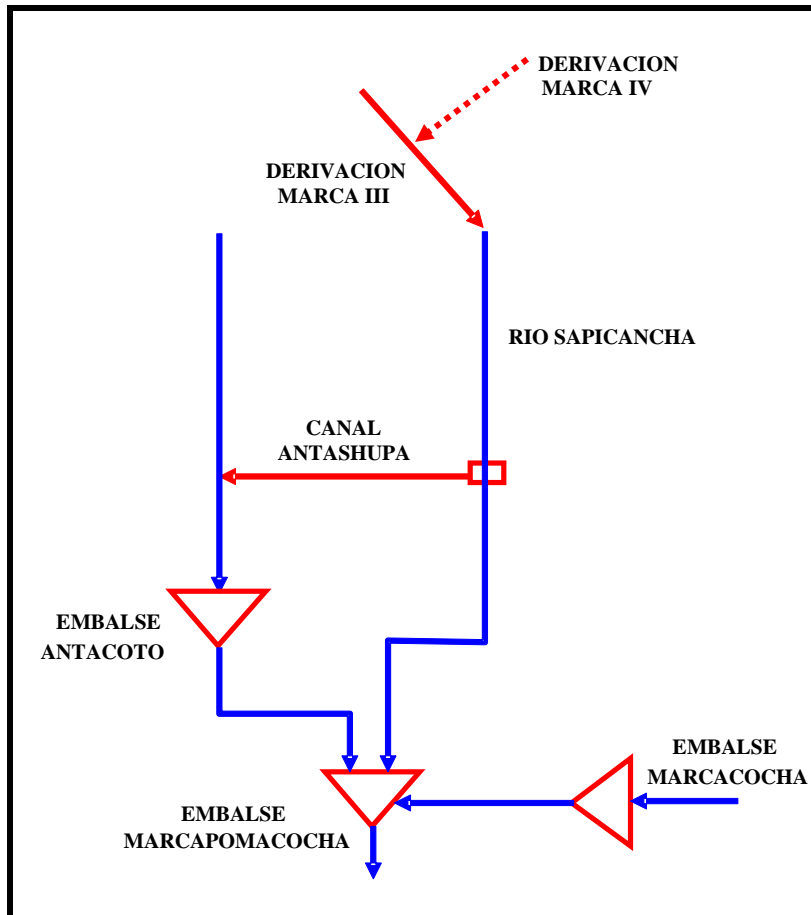 DERIVACION
MARCA IV
DERIVACION
MARCA III
RIO SAPICANCHA
CANAL
ANTASHUPA
EMBALSE
ANTACOTO
EMBALSE
MARCACOCHA
EMBALSE
MARCAPOMACOCHA